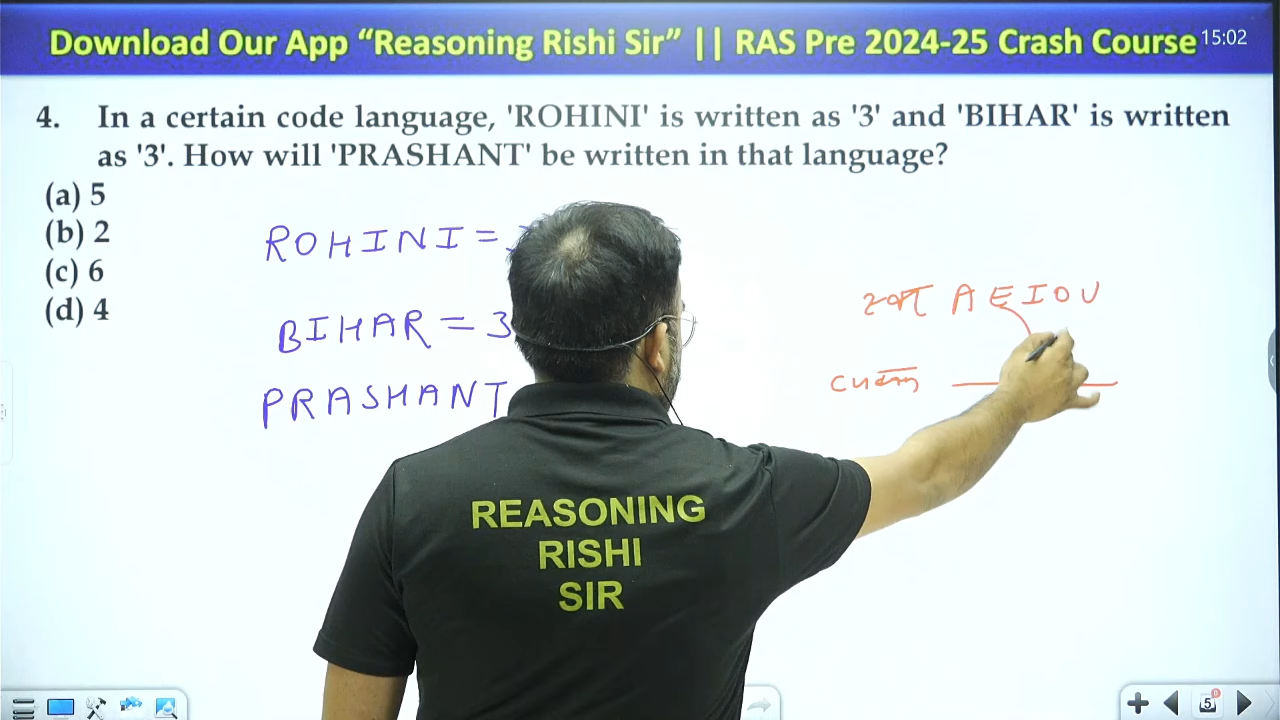 Download Our App “Reasoning Rishi Sir” || RAS Pre 2024-25 Crash Course 15:02
4. In a certain code language, 'ROHINI' is written as '3' and 'BIHAR' is written
as '3'. How will 'PRASHANT' be written in that language?
(a) 5
(b) 2
(c) 6
(d) 4
ROHINI =
BIHAR = 3
PRASHANT
स्वर A E I O U
REASONING
RISHI
SIR
5